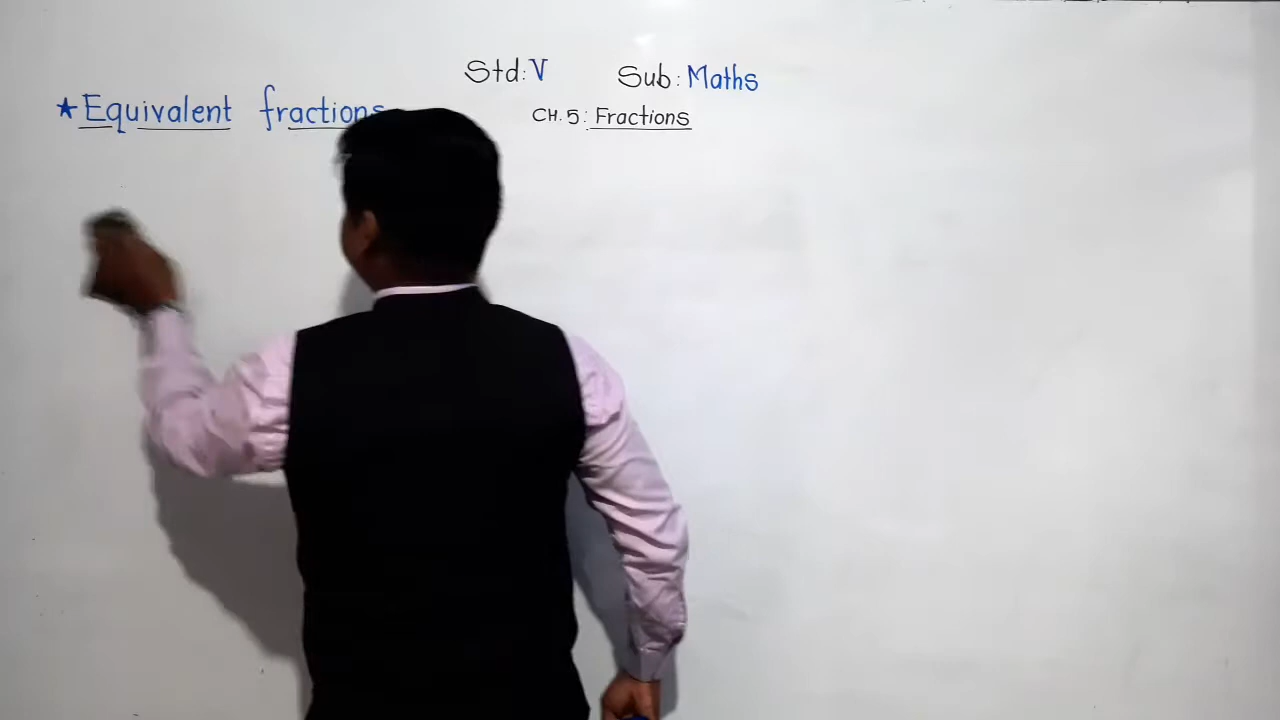 Std: V Sub: Maths
★ Equivalent fractions
CH. 5: Fractions